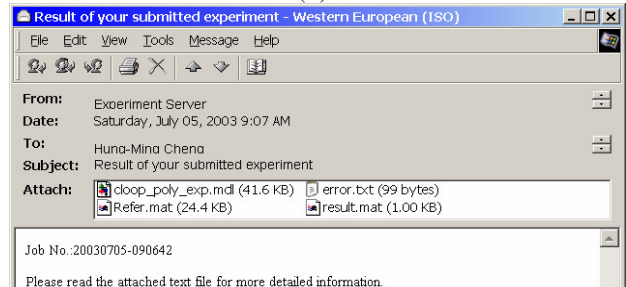 Result of your submitted experiment - Western European (ISO)
File Edit View Tools Message Help
From: Experiment Server
Date: Saturday, July 05, 2003 9:07 AM
To: Hung-Ming Cheng
Subject: Result of your submitted experiment
Attach: cloop_poly_exp.mdl (41.6 KB) error.txt (99 bytes)
Refer.mat (24.4 KB) result.mat (1.00 KB)
Job No.:20030705-090642
Please read the attached text file for more detailed information.